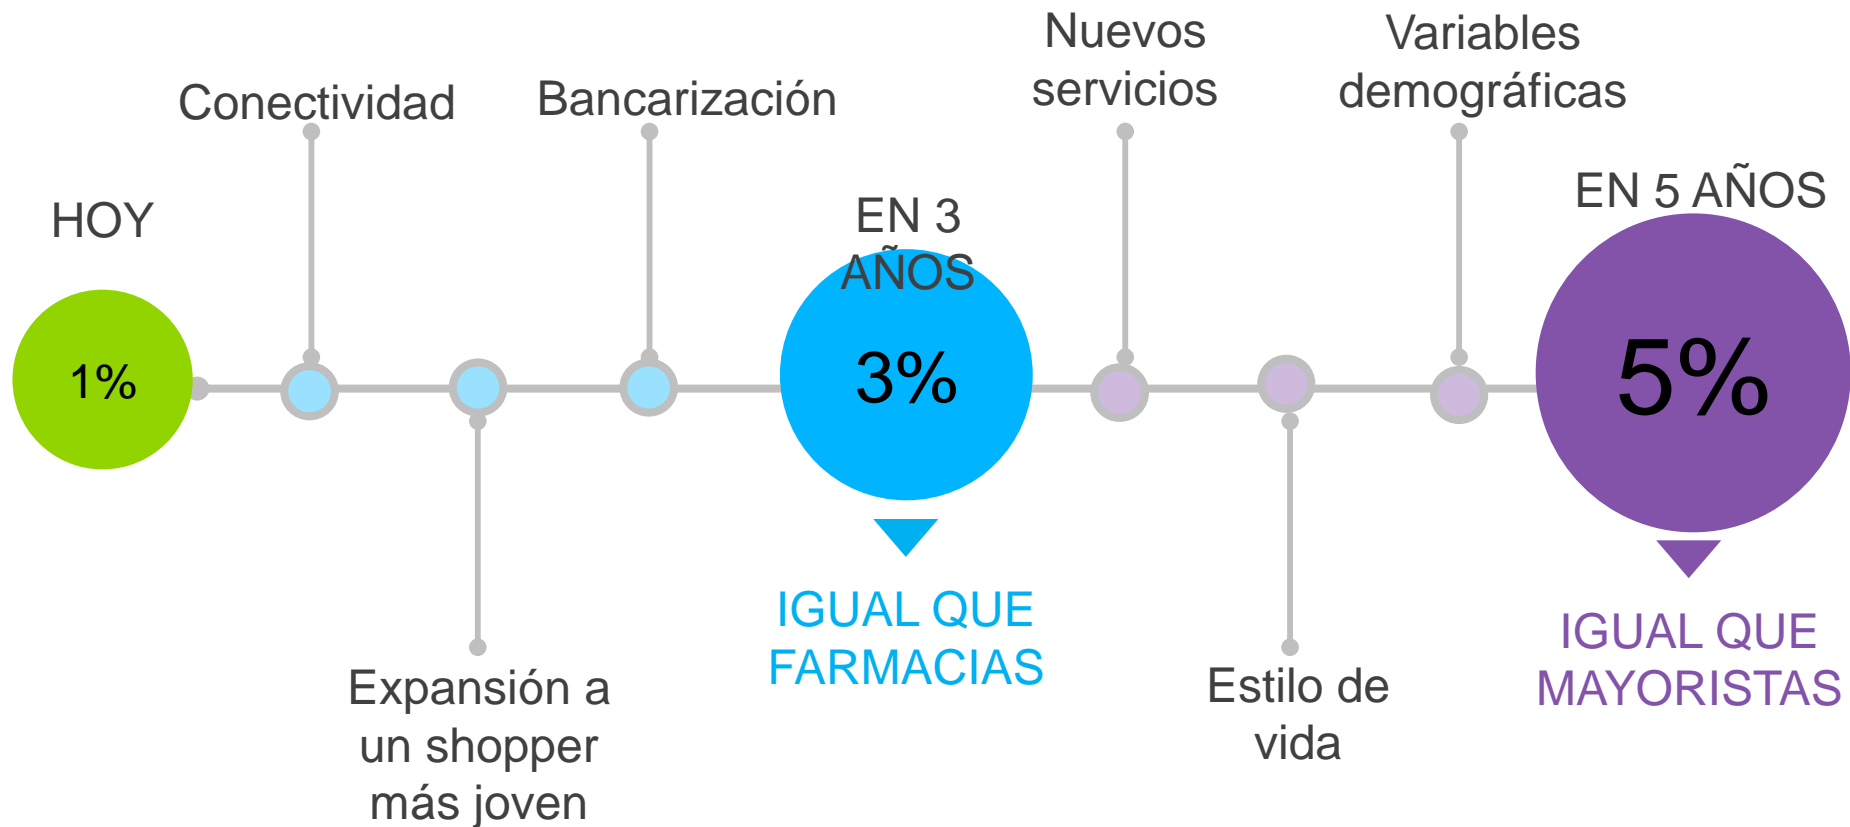 HOY
1%
Conectividad
Expansión a
un shopper
más joven
Bancarización
EN 3
AÑOS
3%
IGUAL QUE
FARMACIAS
Nuevos
servicios
Estilo de
vida
Variables
demográficas
EN 5 AÑOS
5%
IGUAL QUE
MAYORISTAS